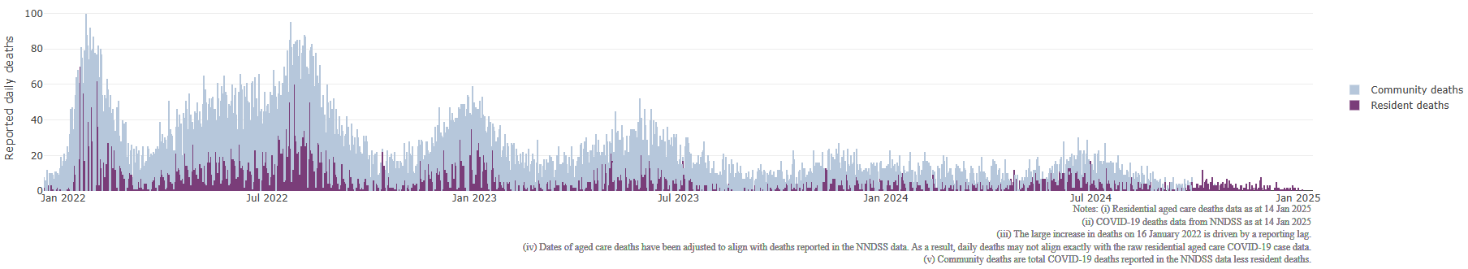 Reported daily deaths
100
80
60
40
20
0
Jan 2022 Jul 2022 Jan 2023 Jul 2023 Jan 2024 Jul 2024 Jan 2025
Community deaths
Resident deaths
Notes: (i) Residential aged care deaths data as at 14 Jan 2025
(ii) COVID-19 deaths data from NNDSS as at 14 Jan 2025
(iii) The large increase in deaths on 16 January 2022 is driven by a reporting lag.
(iv) Dates of aged care deaths have been adjusted to align with deaths reported in the NNDSS data. As a result, daily deaths may not align exactly with the raw residential aged care COVID-19 case data.
(v) Community deaths are total COVID-19 deaths reported in the NNDSS data less resident deaths.